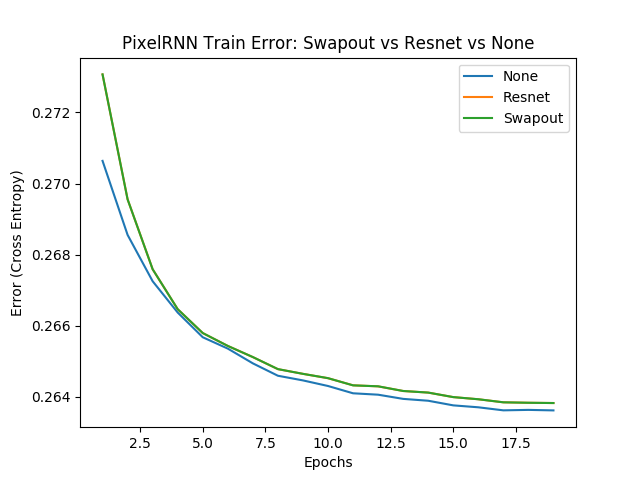 PixelRNN Train Error: Swapout vs Resnet vs None
None
Resnet
Swapout
Error (Cross Entropy)
0.272
0.270
0.268
0.266
0.264
2.5 5.0 7.5 10.0 12.5 15.0 17.5
Epochs